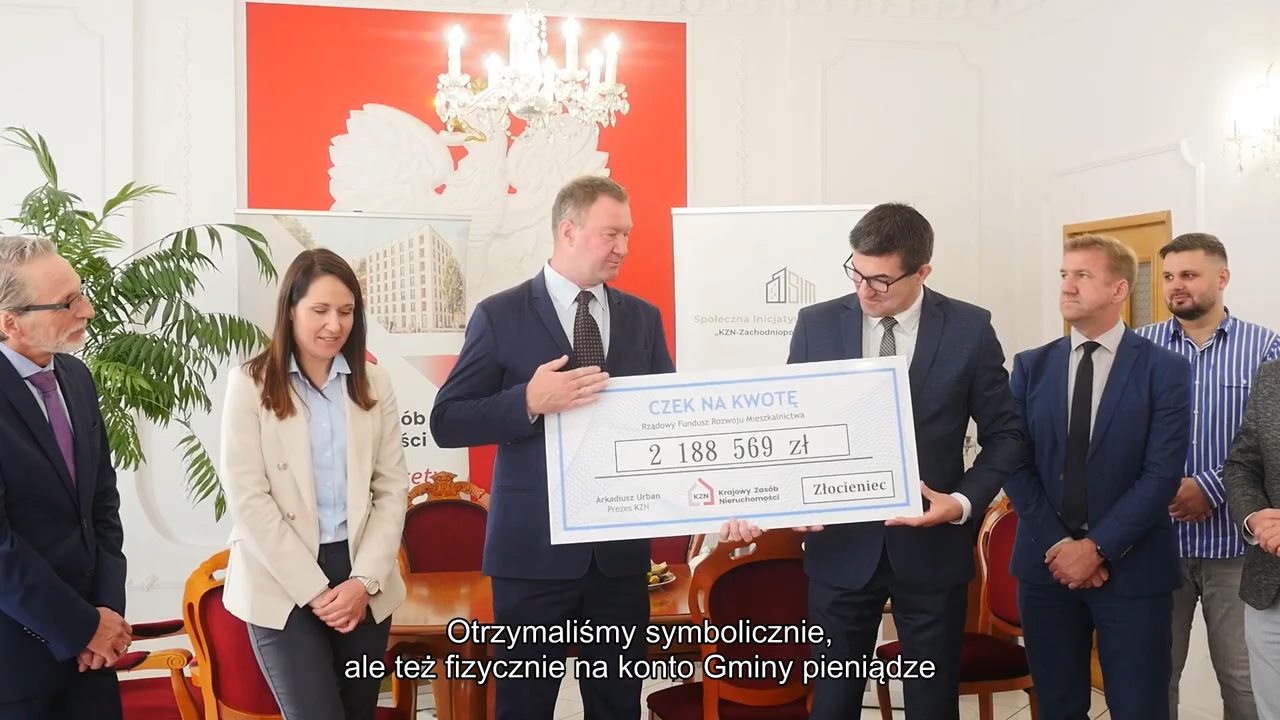 SIM
Społeczna Inicjatyw
„KZN-Zachodniopo
ób
ści
CZEK NA KWOTĘ
Rządowy Fundusz Rozwoju Mieszkalnictwa
2 188 569 zł
Arkadiusz Urban
Prezes KZN
KZN
Krajowy Zasób
Nieruchomości
Złocieniec
Otrzymaliśmy symbolicznie,
ale też fizycznie na konto Gminy pieniądze